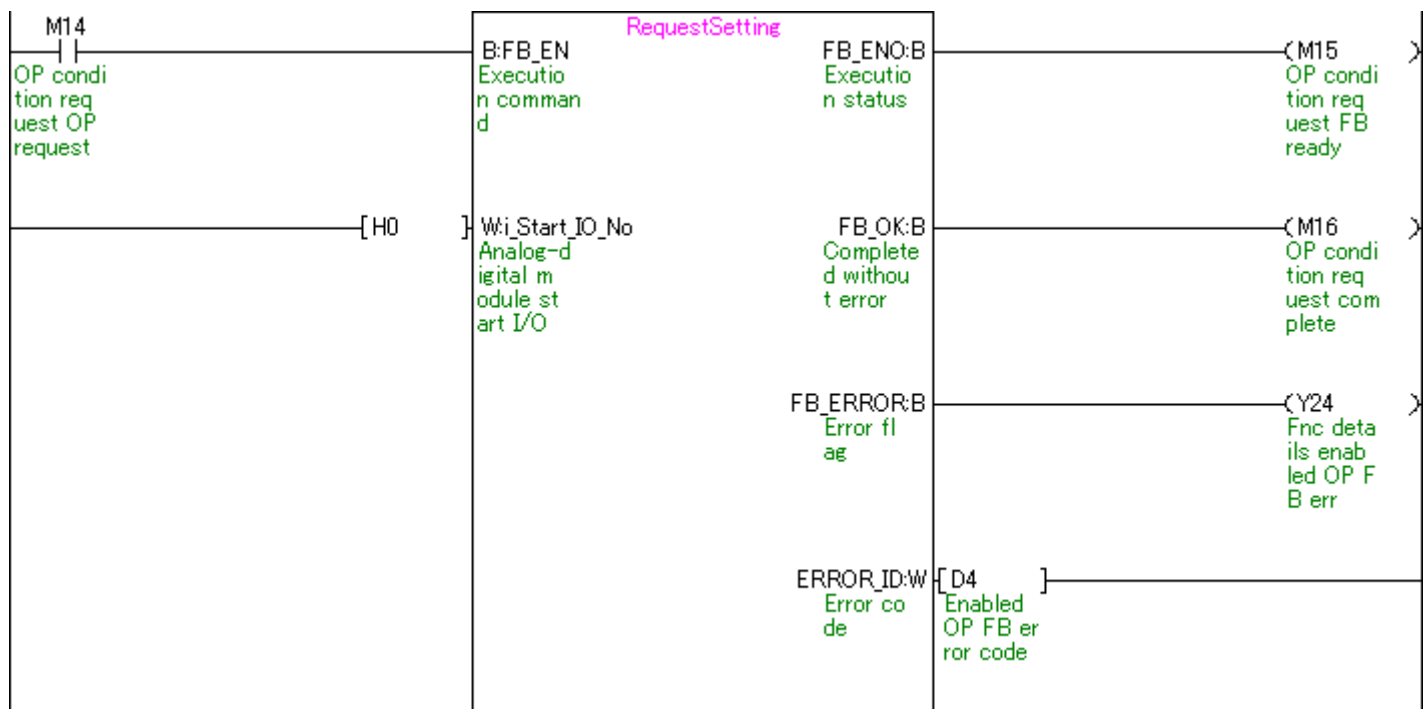 M14
RequestSetting
B:FB_EN
FB_ENO:B
M15
OP condi
tion req
uest OP
request
Executio
n comman
d
Executio
n status
OP condi
tion req
uest FB
ready
H0
W:i_Start_IO_No
FB_OK:B
M16
Analog-d
igital m
odule st
art I/O
Complete
d withou
t error
OP condi
tion req
uest com
plete
FB_ERROR:B
Y24
Error fl
ag
Fnc deta
ils enab
led OP F
B err
ERROR_ID:W
D4
Error co
de
Enabled
OP FB er
ror code